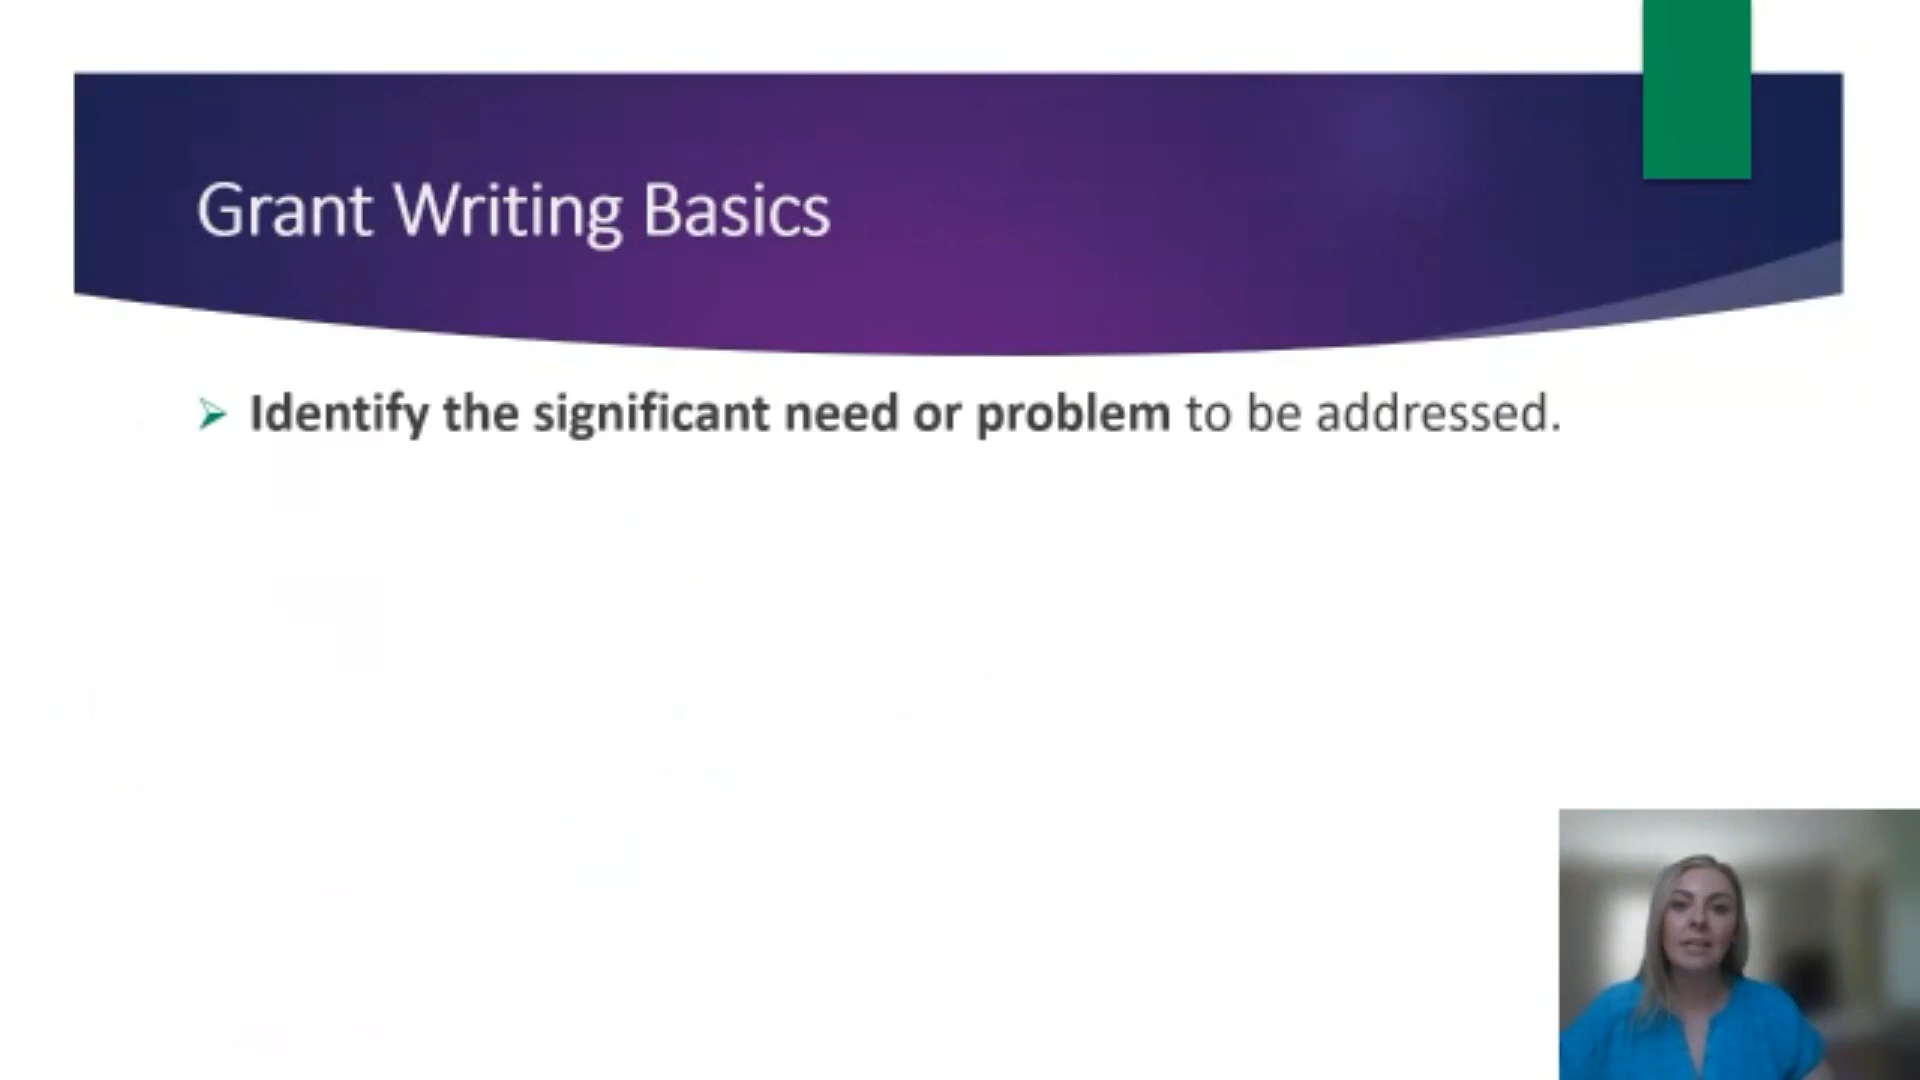 Grant Writing Basics
Identify the significant need or problem to be addressed.